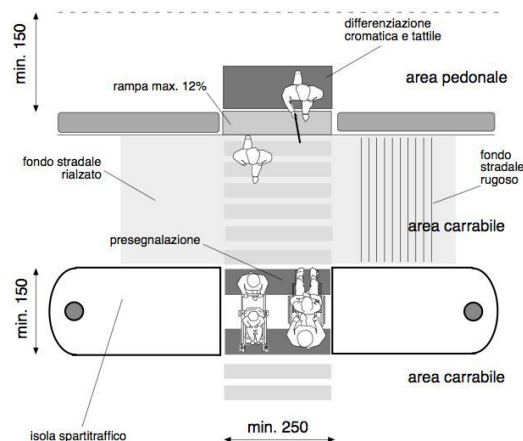 min. 150
differenziazione
cromatica e tattile
area pedonale
rampa max. 12%
fondo stradale
rialzato
fondo
stradale
rugoso
area carrabile
presegnalazione
min. 150
area carrabile
min. 250
isola spartitraffico